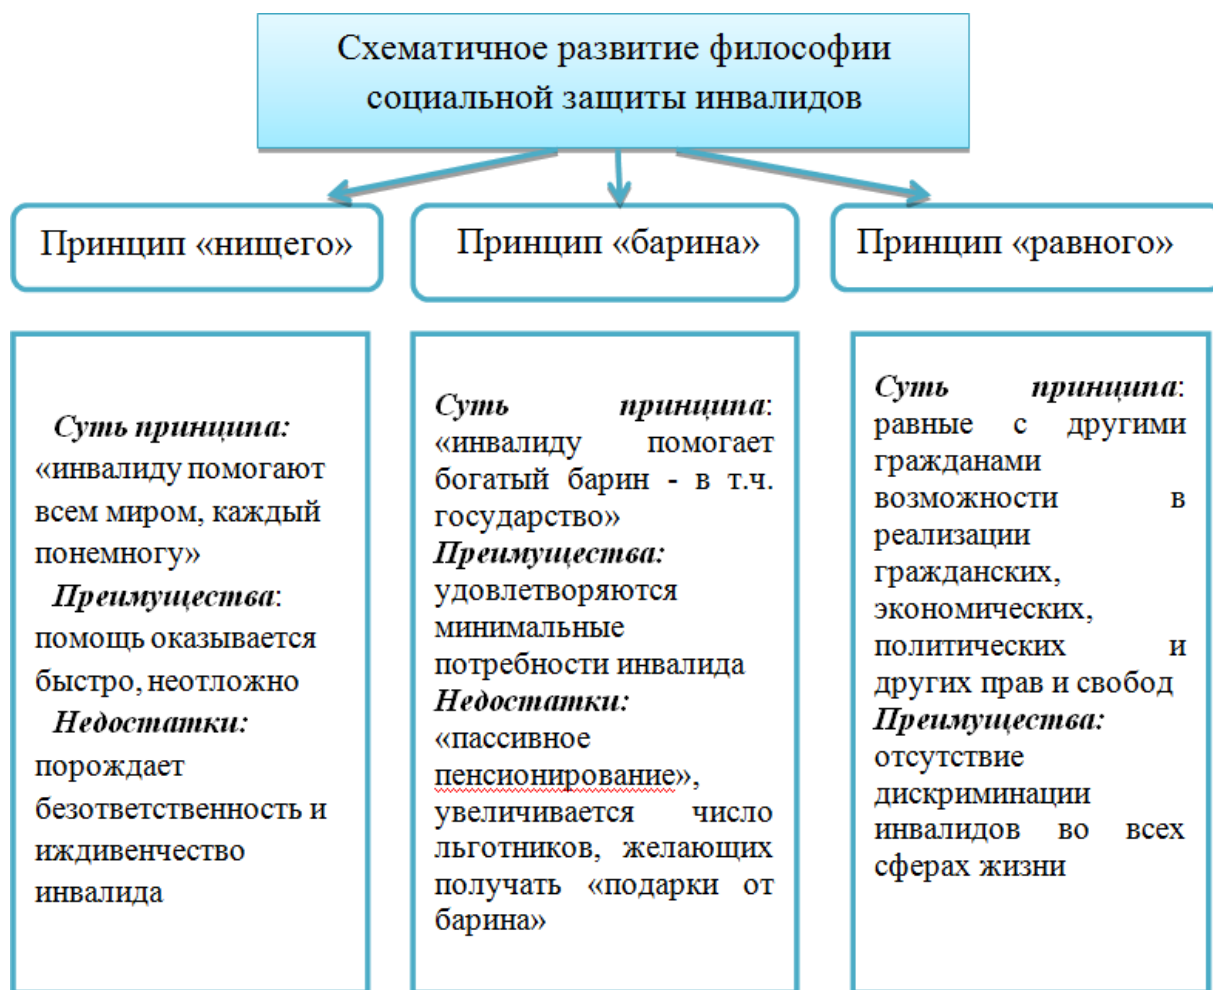 Схематичное развитие философии
социальной защиты инвалидов
Принцип «нищего»
Принцип «барина»
Принцип «равного»
Суть принципа:
«инвалиду помогают
всем миром, каждый
понемногу»
Преимущества:
помощь оказывается
быстро, неотложно
Недостатки:
порождает
безответственность и
иждивенчество
инвалида
Суть принципа:
«инвалиду помогает
богатый барин - в т.ч.
государство»
Преимущества:
удовлетворяются
минимальные
потребности инвалида
Недостатки:
«пассивное
пенсионирование»,
увеличивается число
льготников, желающих
получать «подарки от
барина»
Суть принципа:
равные с другими
гражданами
возможности в
реализации
гражданских,
экономических,
политических и
других прав и свобод
Преимущества:
отсутствие
дискриминации
инвалидов во всех
сферах жизни